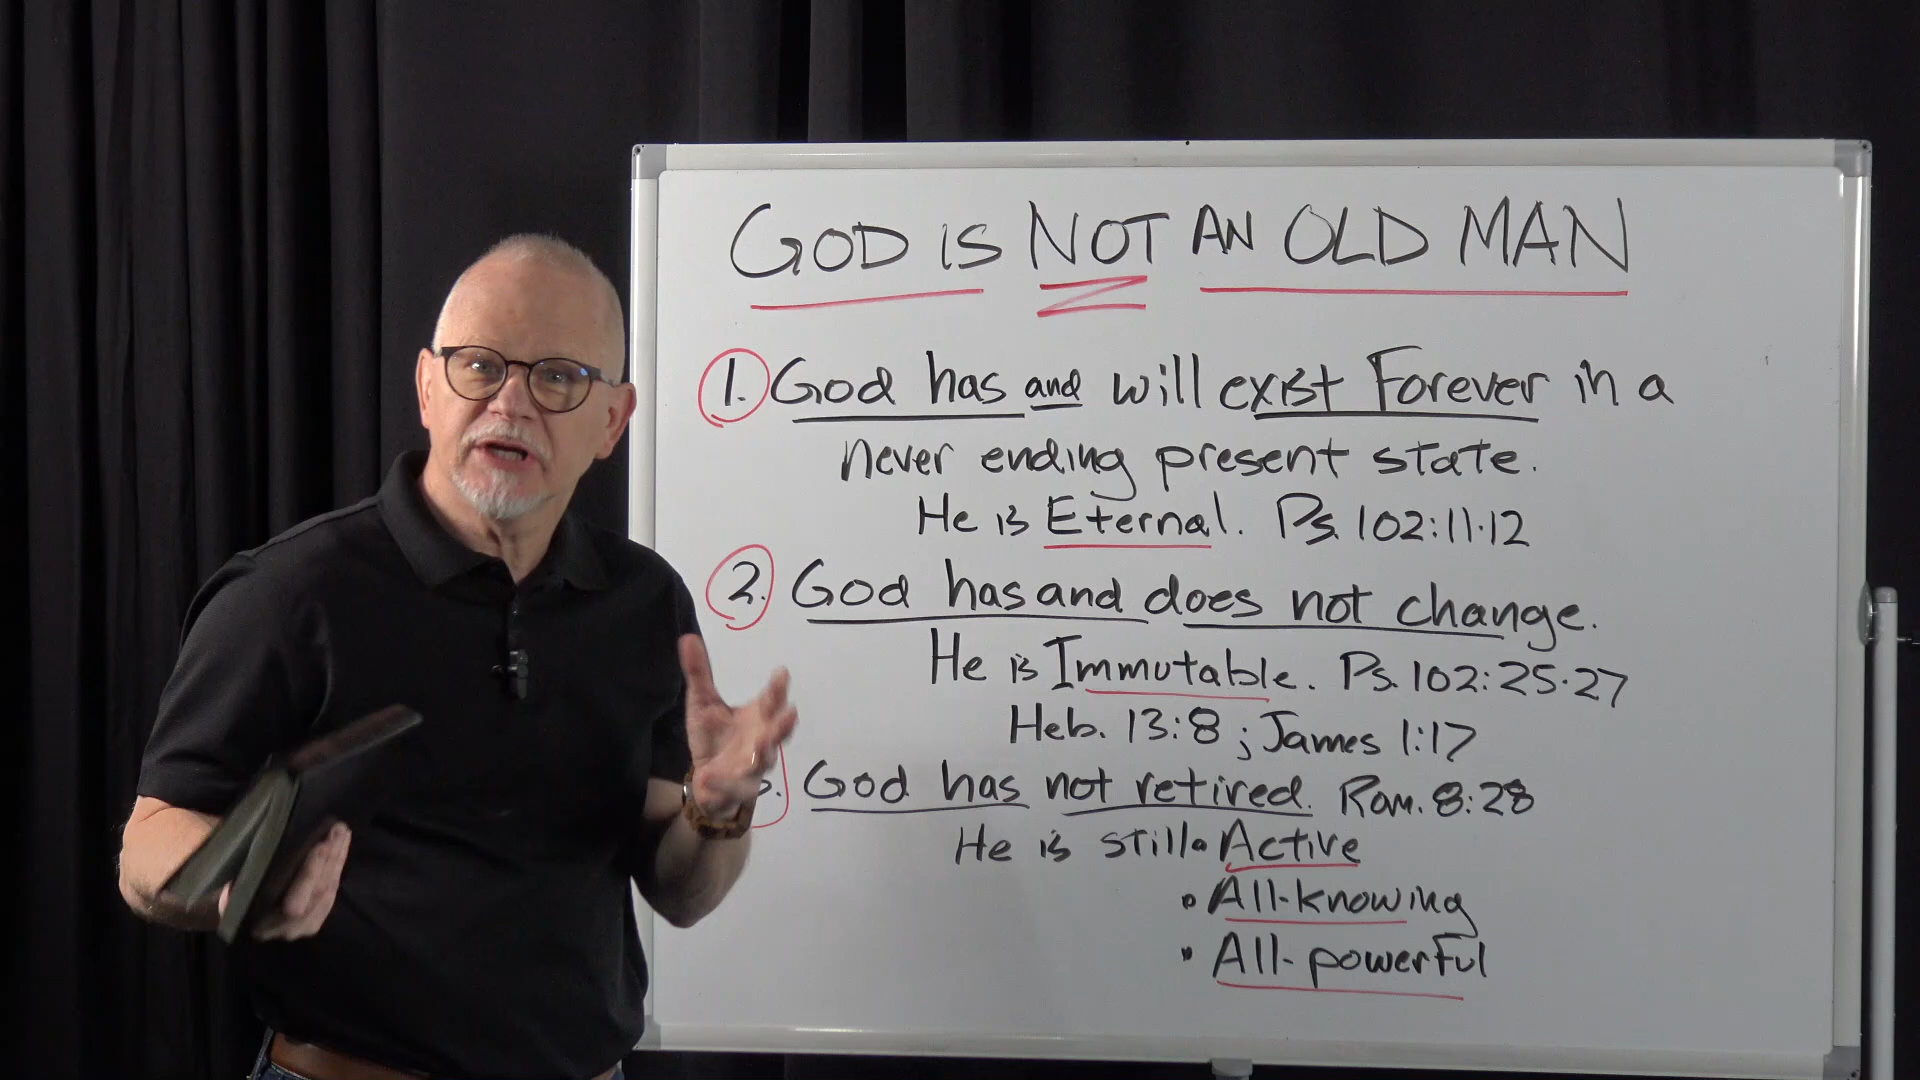 GOD IS NOT AN OLD MAN
1. God has and will exist Forever in a
never ending present state.
He is Eternal. Ps. 102:11-12
2. God has and does not change.
He is Immutable. Ps. 102:25-27
Heb. 13:8 ; James 1:17
God has not retired. Rom. 8:28
He is still • Active
• All-knowing
• All-powerful